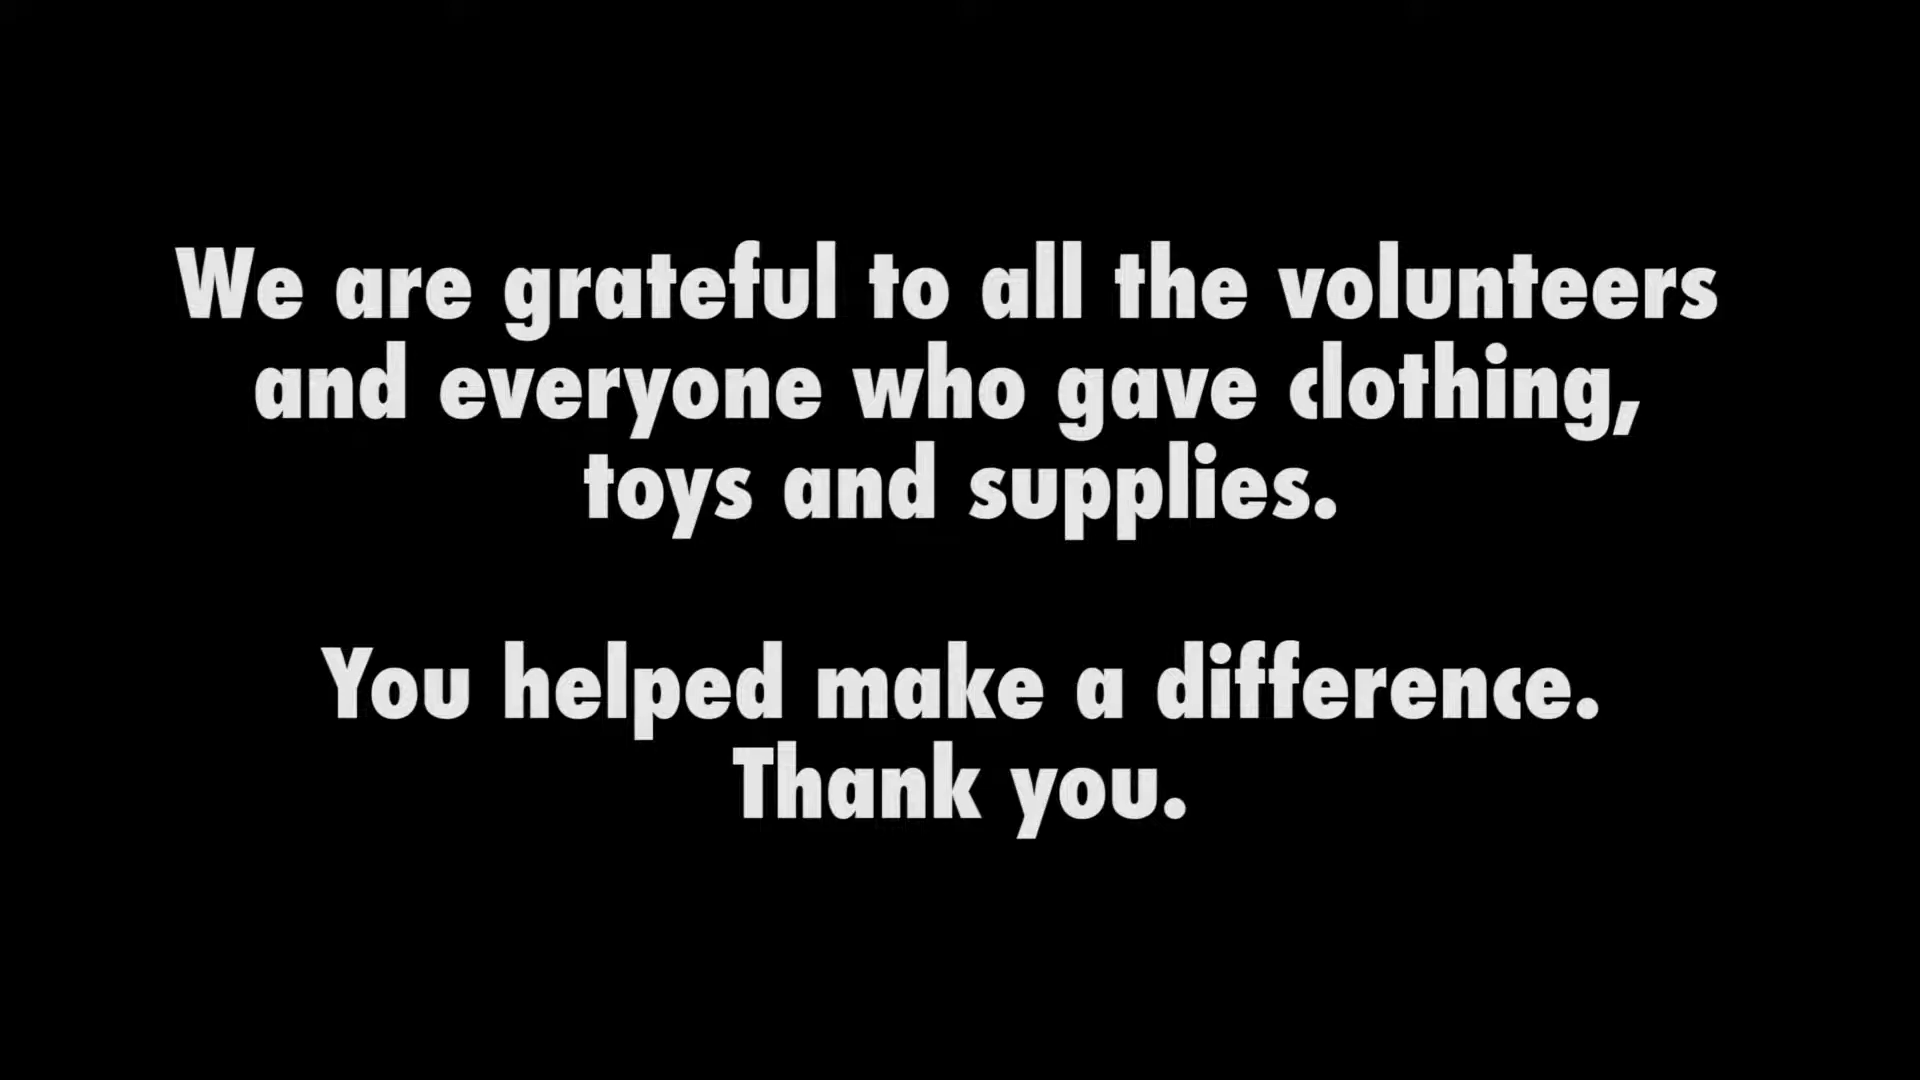 We are grateful to all the volunteers
and everyone who gave clothing,
toys and supplies.
You helped make a difference.
Thank you.